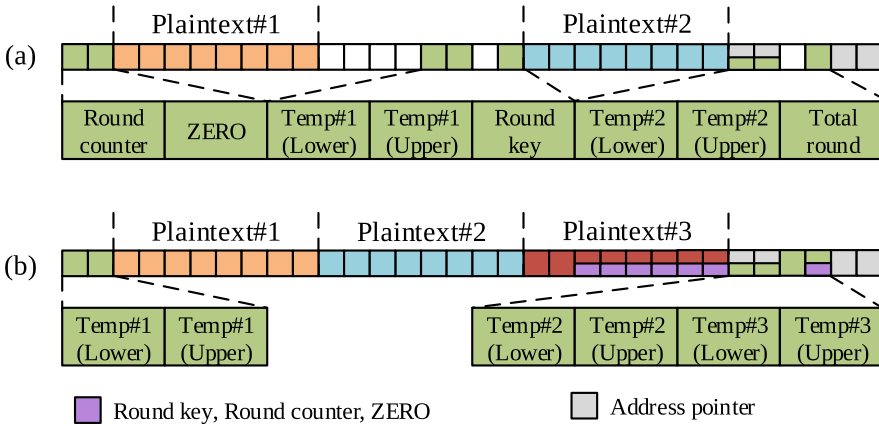 Plaintext#1 Plaintext#2
(a)
Round counter ZERO Temp#1 (Lower) Temp#1 (Upper) Round key Temp#2 (Lower) Temp#2 (Upper) Total round
Plaintext#1 Plaintext#2 Plaintext#3
(b)
Temp#1 (Lower) Temp#1 (Upper) Temp#2 (Lower) Temp#2 (Upper) Temp#3 (Lower) Temp#3 (Upper)
Round key, Round counter, ZERO Address pointer